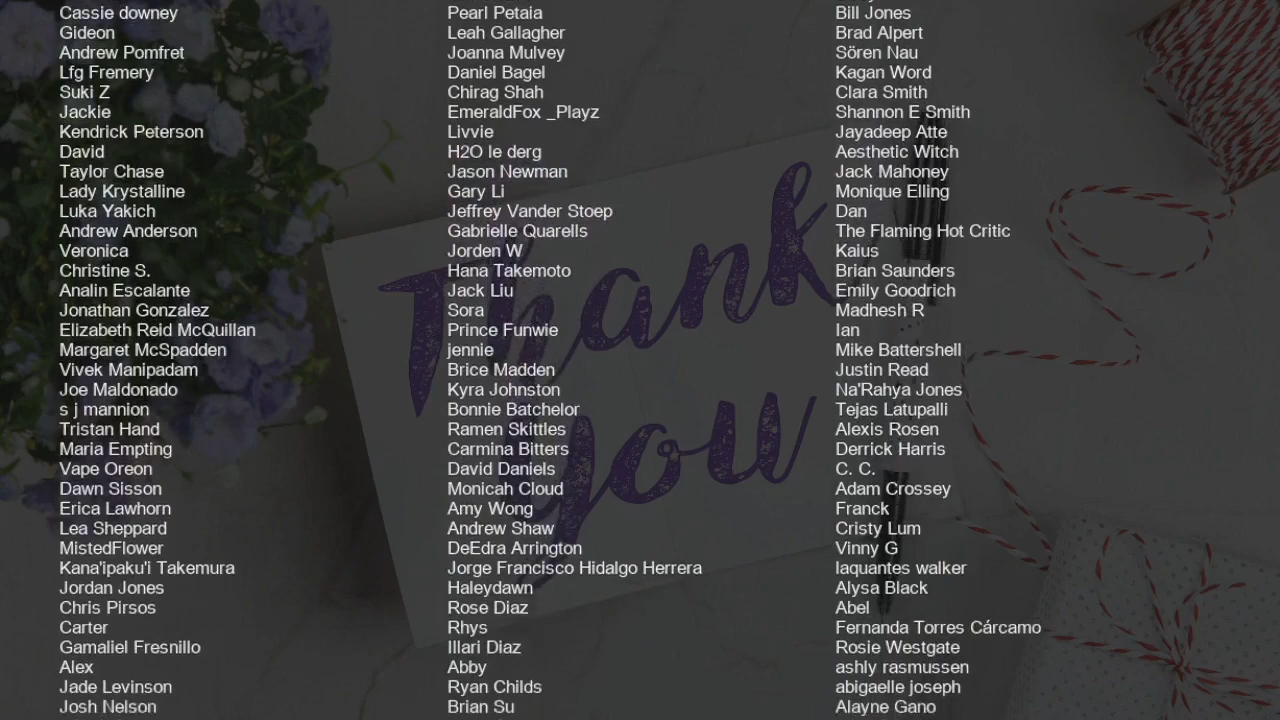 Cassie downey
Gideon
Andrew Pomfret
Lfg Fremery
Suki Z
Jackie
Kendrick Peterson
David
Taylor Chase
Lady Krystalline
Luka Yakich
Andrew Anderson
Veronica
Christine S.
Analin Escalante
Jonathan Gonzalez
Elizabeth Reid McQuillan
Margaret McSpadden
Vivek Manipadam
Joe Maldonado
s j mannion
Tristan Hand
Maria Empting
Vape Oreon
Dawn Sisson
Erica Lawhorn
Lea Sheppard
MistedFlower
Kana'ipaku'i Takemura
Jordan Jones
Chris Pirsos
Carter
Gamaliel Fresnillo
Alex
Jade Levinson
Josh Nelson
Pearl Petaia
Leah Gallagher
Joanna Mulvey
Daniel Bagel
Chirag Shah
EmeraldFox _Playz
Livvie
H2O le derg
Jason Newman
Gary Li
Jeffrey Vander Stoep
Gabrielle Quarells
Jorden W
Hana Takemoto
Jack Liu
Sora
Prince Funwie
jennie
Brice Madden
Kyra Johnston
Bonnie Batchelor
Ramen Skittles
Carmina Bitters
David Daniels
Monicah Cloud
Amy Wong
Andrew Shaw
DeEdra Arrington
Jorge Francisco Hidalgo Herrera
Haleydawn
Rose Diaz
Rhys
Illari Diaz
Abby
Ryan Childs
Brian Su
Bill Jones
Brad Alpert
Sören Nau
Kagan Word
Clara Smith
Shannon E Smith
Jayadeep Atte
Aesthetic Witch
Jack Mahoney
Monique Elling
Dan
The Flaming Hot Critic
Kaius
Brian Saunders
Emily Goodrich
Madhesh R
Ian
Mike Battershell
Justin Read
Na'Rahya Jones
Tejas Latupalli
Alexis Rosen
Derrick Harris
C. C.
Adam Crossey
Franck
Cristy Lum
Vinny G
laquantes walker
Alysa Black
Abel
Fernanda Torres Cárcamo
Rosie Westgate
ashly rasmussen
abigaelle joseph
Alayne Gano
Thank
you